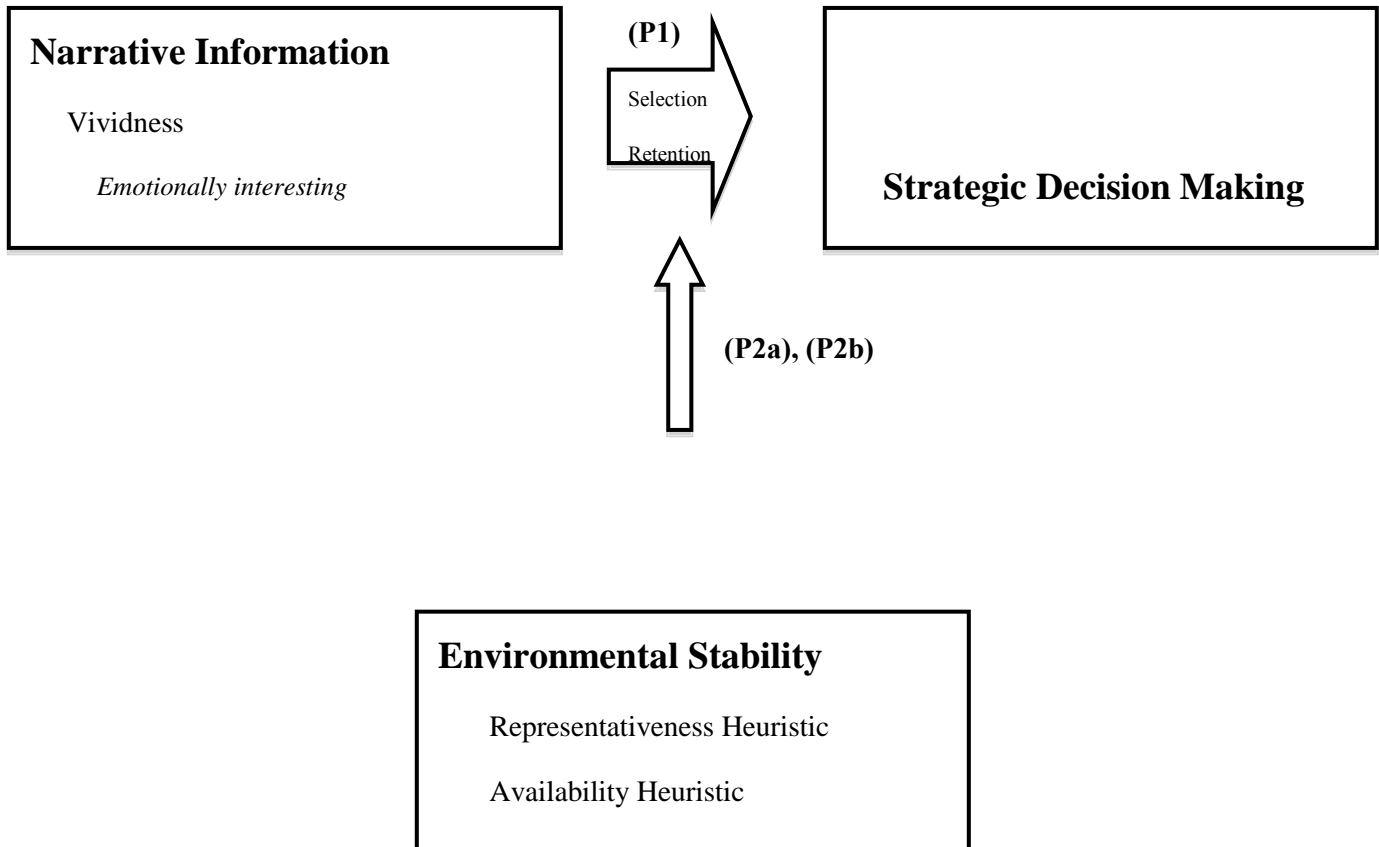 Narrative Information
Vividness
Emotionally interesting
(P1)
Selection
Retention
Strategic Decision Making
(P2a), (P2b)
Environmental Stability
Representativeness Heuristic
Availability Heuristic